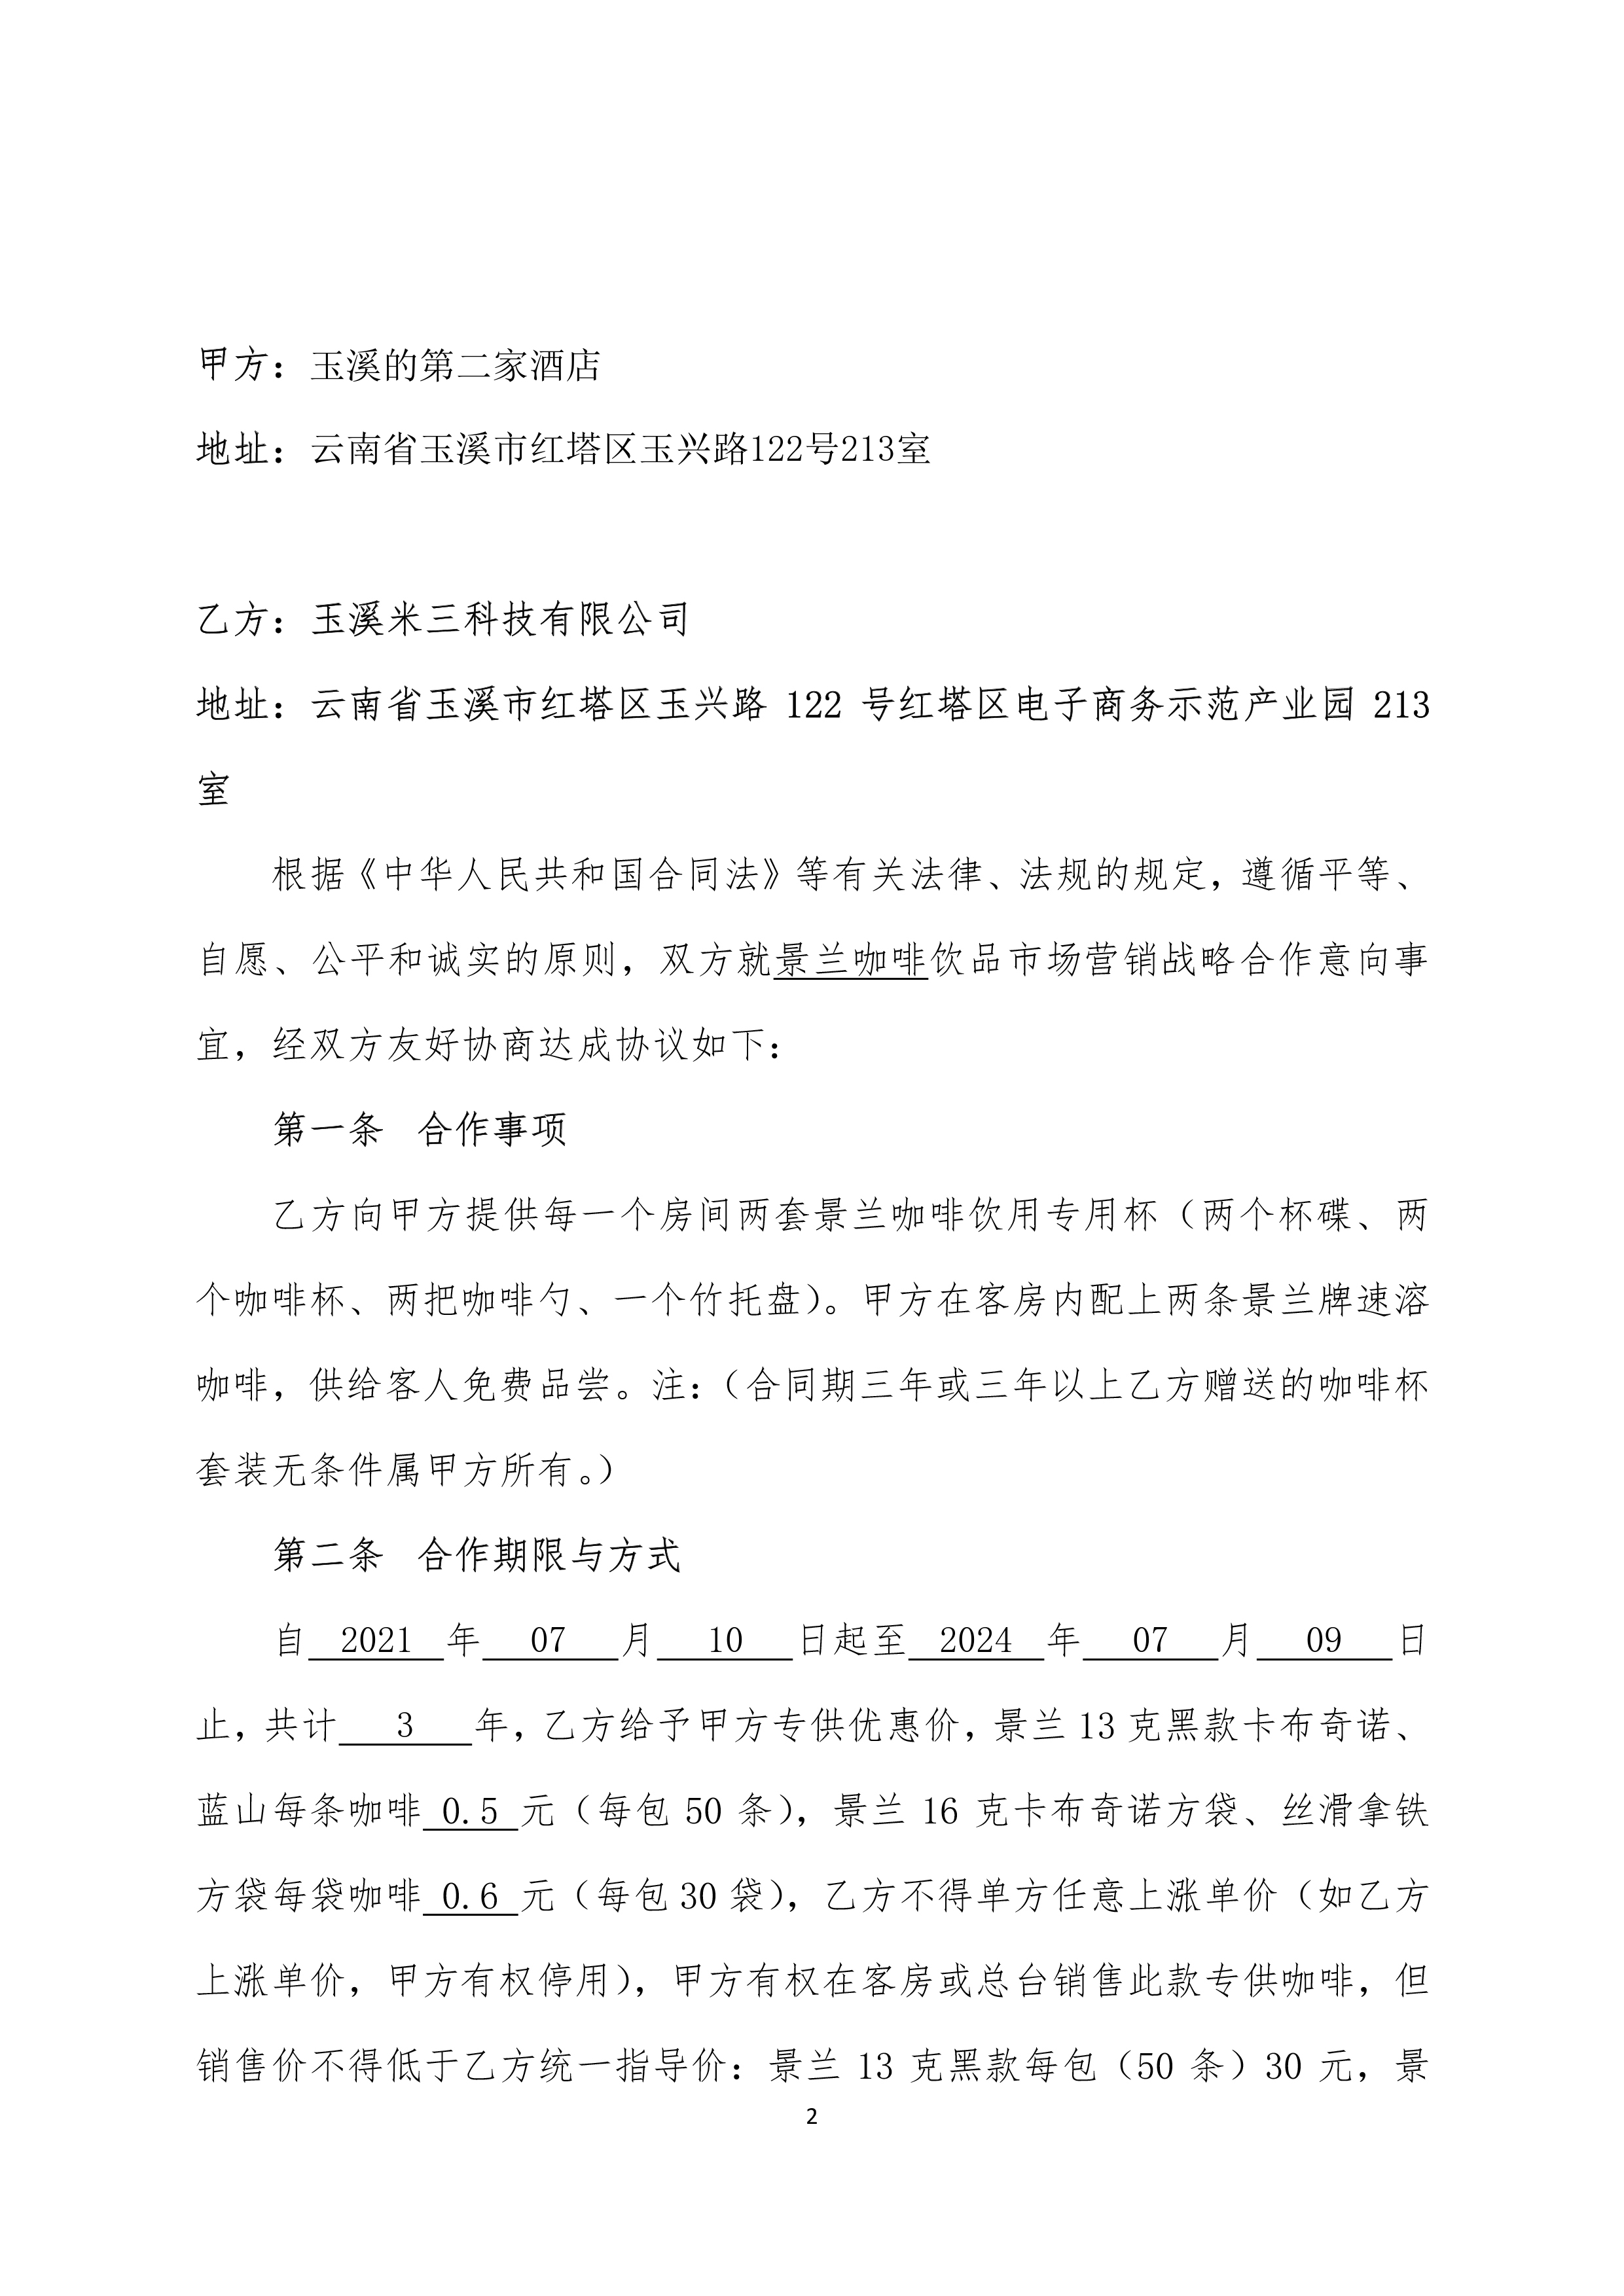 甲方：玉溪的第二家酒店
地址：云南省玉溪市红塔区玉兴路122号213室
乙方：玉溪米三科技有限公司
地址：云南省玉溪市红塔区玉兴路 122 号红塔区电子商务示范产业园 213
室
根据《中华人民共和国合同法》等有关法律、法规的规定，遵循平等、
自愿、公平和诚实的原则，双方就景兰咖啡饮品市场营销战略合作意向事
宜，经双方友好协商达成协议如下：
第一条 合作事项
乙方向甲方提供每一个房间两套景兰咖啡饮用专用杯（两个杯碟、两
个咖啡杯、两把咖啡勺、一个竹托盘）。甲方在客房内配上两条景兰牌速溶
咖啡，供给客人免费品尝。注：（合同期三年或三年以上乙方赠送的咖啡杯
套装无条件属甲方所有。）
第二条 合作期限与方式
自 2021 年 07 月 10 日起至 2024 年 07 月 09 日
止，共计 3 年，乙方给予甲方专供优惠价，景兰 13 克黑款卡布奇诺、
蓝山每条咖啡 0.5 元（每包 50 条），景兰 16 克卡布奇诺方袋、丝滑拿铁
方袋每袋咖啡 0.6 元（每包 30 袋），乙方不得单方任意上涨单价（如乙方
上涨单价，甲方有权停用），甲方有权在客房或总台销售此款专供咖啡，但
销售价不得低于乙方统一指导价：景兰 13 克黑款每包（50 条）30 元，景
2